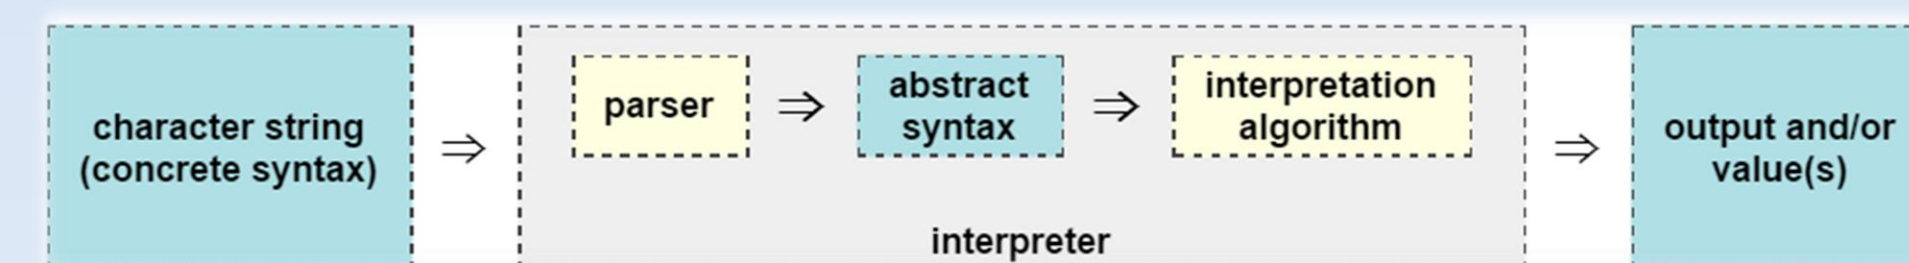 character string
(concrete syntax)
⇒
parser
⇒
abstract
syntax
⇒
interpretation
algorithm
interpreter
⇒
output and/or
value(s)